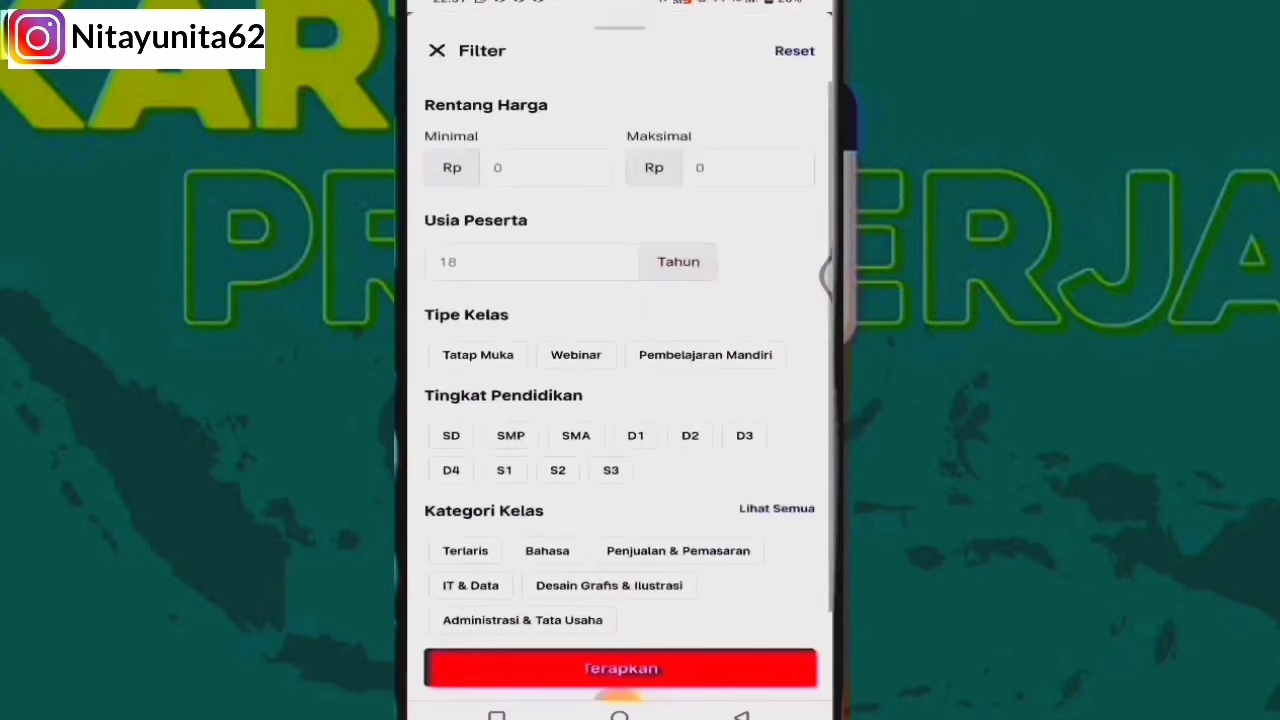 Nitayunita62
Filter
Reset
Rentang Harga
Minimal
Maksimal
Rp
0
Rp
0
Usia Peserta
18
Tahun
Tipe Kelas
Tatap Muka
Webinar
Pembelajaran Mandiri
Tingkat Pendidikan
SD
SMP
SMA
D1
D2
D3
D4
S1
S2
S3
Kategori Kelas
Lihat Semua
Terlaris
Bahasa
Penjualan & Pemasaran
IT & Data
Desain Grafis & Ilustrasi
Administrasi & Tata Usaha
Terapkan